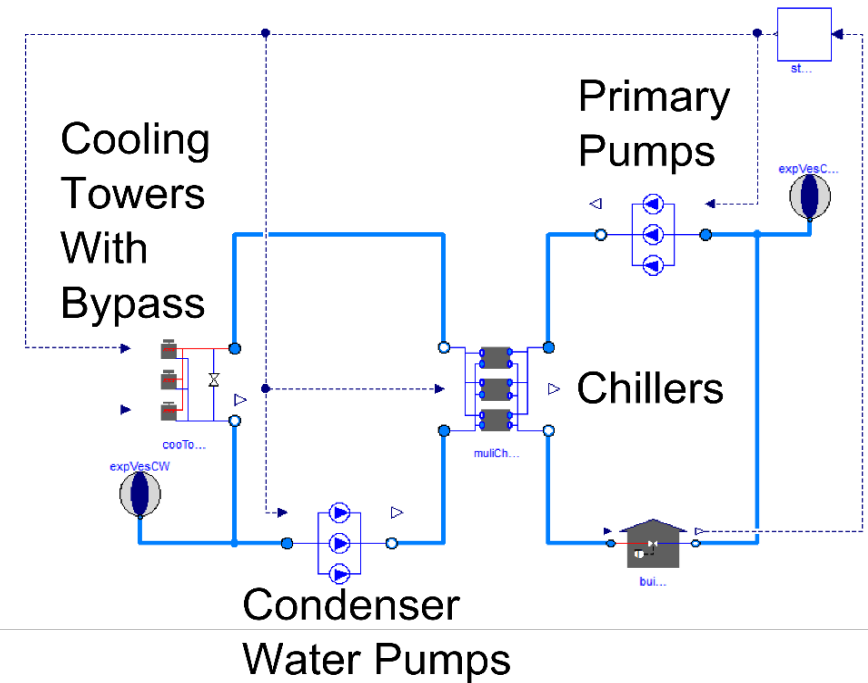 st...
Primary
Pumps
Cooling
Towers
With
Bypass
expVesC...
Chillers
cooTo...
muliCh...
expVesCW
bui...
Condenser
Water Pumps